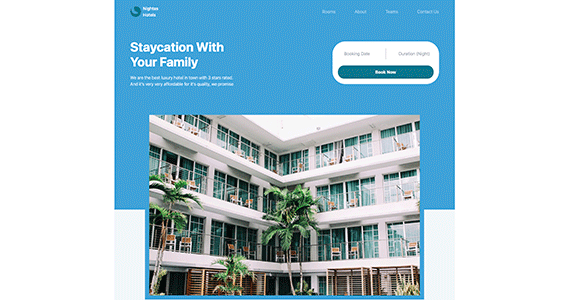 Nightso
Hotels
Rooms
About
Teams
Contact Us
Staycation With
Your Family
We are the best luxury hotel in town with 3 stars rated.
And it's very very affordable for it's quality, we promise.
Booking Date
Duration (Night)
Book Now